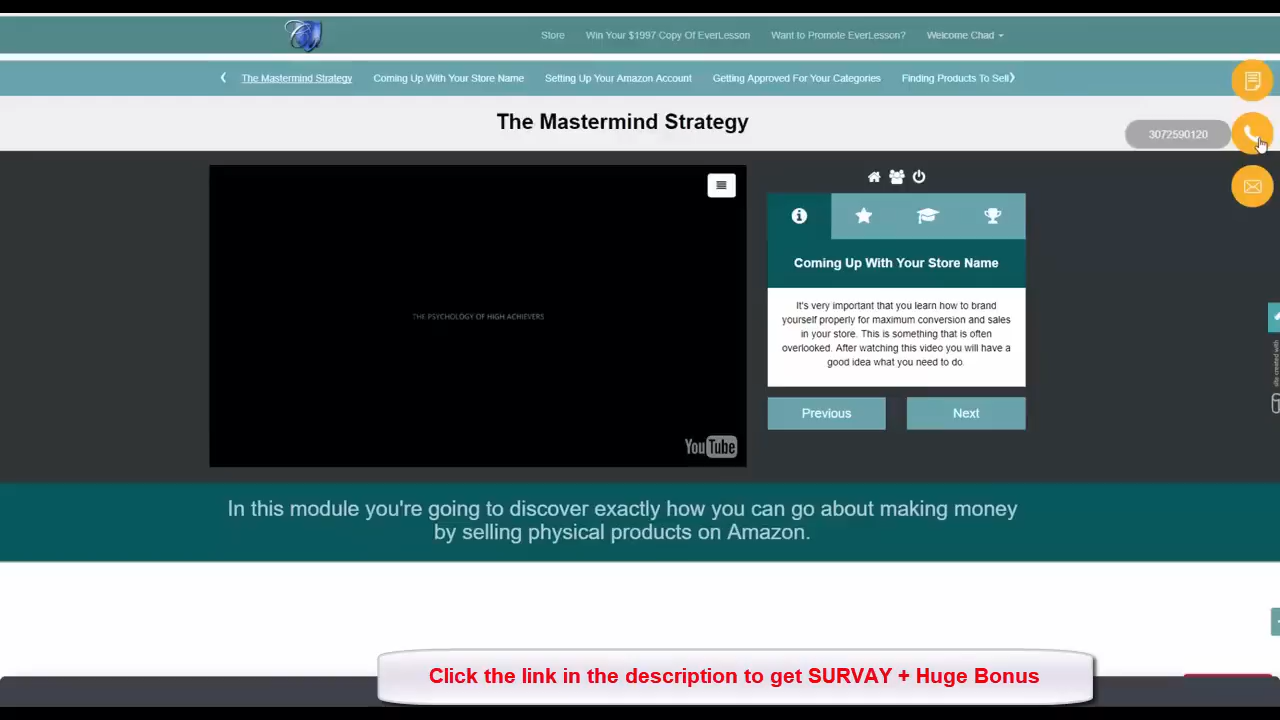 Store Win Your $1997 Copy Of EverLesson Want to Promote EverLesson? Welcome Chad
The Mastermind Strategy Coming Up With Your Store Name Setting Up Your Amazon Account Getting Approved For Your Categories Finding Products To Sell
The Mastermind Strategy
3072590120
THE PSYCHOLOGY OF HIGH ACHIEVERS
YouTube
Coming Up With Your Store Name
It's very important that you learn how to brand
yourself properly for maximum conversion and sales
in your store. This is something that is often
overlooked. After watching this video you will have a
good idea what you need to do.
Previous Next
site created with
In this module you're going to discover exactly how you can go about making money
by selling physical products on Amazon.
Click the link in the description to get SURVAY + Huge Bonus